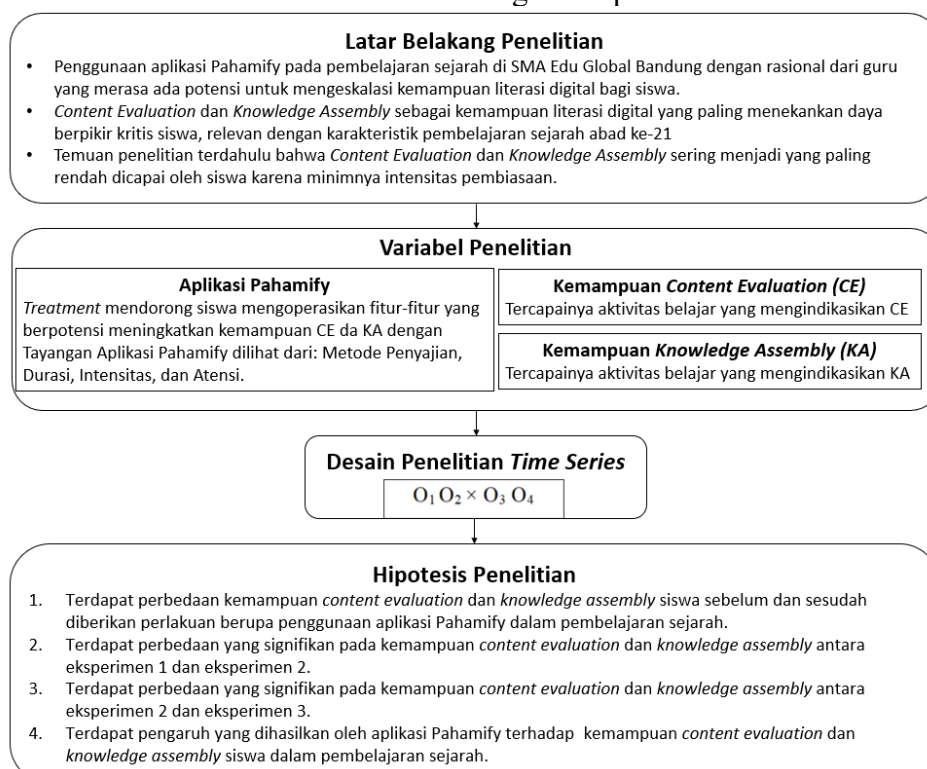 Latar Belakang Penelitian
• Penggunaan aplikasi Pahamify pada pembelajaran sejarah di SMA Edu Global Bandung dengan rasional dari guru
yang merasa ada potensi untuk mengeskalasi kemampuan literasi digital bagi siswa.
• Content Evaluation dan Knowledge Assembly sebagai kemampuan literasi digital yang paling menekankan daya
berpikir kritis siswa, relevan dengan karakteristik pembelajaran sejarah abad ke-21
• Temuan penelitian terdahulu bahwa Content Evaluation dan Knowledge Assembly sering menjadi yang paling
rendah dicapai oleh siswa karena minimnya intensitas pembiasaan.
Variabel Penelitian
Aplikasi Pahamify
Treatment mendorong siswa mengoperasikan fitur-fitur yang
berpotensi meningkatkan kemampuan CE da KA dengan
Tayangan Aplikasi Pahamify dilihat dari: Metode Penyajian,
Durasi, Intensitas, dan Atensi.
Kemampuan Content Evaluation (CE)
Tercapainya aktivitas belajar yang mengindikasikan CE
Kemampuan Knowledge Assembly (KA)
Tercapainya aktivitas belajar yang mengindikasikan KA
Desain Penelitian Time Series
O₁ O₂ × O₃ O₄
Hipotesis Penelitian
1. Terdapat perbedaan kemampuan content evaluation dan knowledge assembly siswa sebelum dan sesudah
diberikan perlakuan berupa penggunaan aplikasi Pahamify dalam pembelajaran sejarah.
2. Terdapat perbedaan yang signifikan pada kemampuan content evaluation dan knowledge assembly antara
eksperimen 1 dan eksperimen 2.
3. Terdapat perbedaan yang signifikan pada kemampuan content evaluation dan knowledge assembly antara
eksperimen 2 dan eksperimen 3.
4. Terdapat pengaruh yang dihasilkan oleh aplikasi Pahamify terhadap kemampuan content evaluation dan
knowledge assembly siswa dalam pembelajaran sejarah.